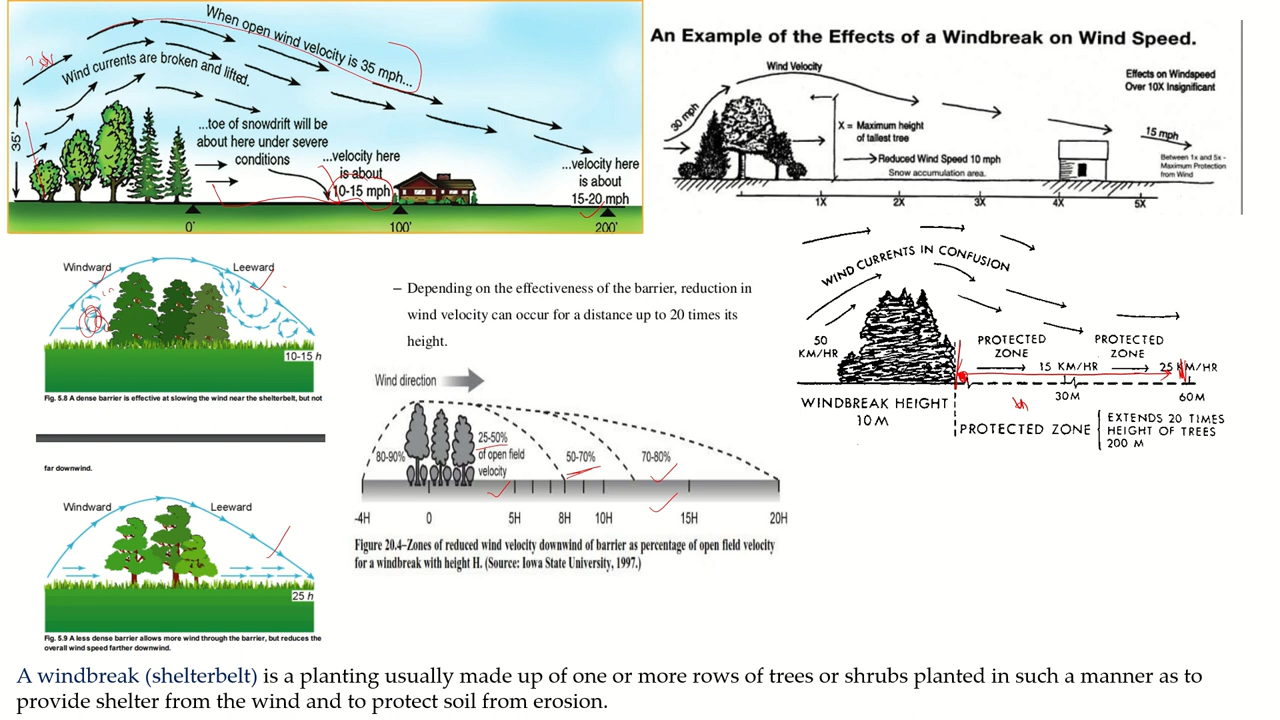 When open wind velocity is 35 mph...
Wind currents are broken and lifted.
35'
...toe of snowdrift will be
about here under severe
conditions
...velocity here
is about
10-15 mph
...velocity here
is about
15-20 mph
0'
100'
200'
An Example of the Effects of a Windbreak on Wind Speed.
Wind Velocity
Effects on Windspeed
Over 10X Insignificant
30 mph
X = Maximum height
of tallest tree
Reduced Wind Speed 10 mph
Snow accumulation area.
15 mph
Between 1x and 5x -
Maximum Protection
from Wind
1X
2X
3X
4X
5X
Windward
Leeward
10-15 h
Fig. 5.8 A dense barrier is effective at slowing the wind near the shelterbelt, but not
far downwind.
Windward
Leeward
25 h
Fig. 5.9 A less dense barrier allows more wind through the barrier, but reduces the
overall wind speed farther downwind.
– Depending on the effectiveness of the barrier, reduction in
wind velocity can occur for a distance up to 20 times its
height.
Wind direction
80-90%
25-50%
of open field
velocity
50-70%
70-80%
-4H
0
5H
8H
10H
15H
20H
Figure 20.4–Zones of reduced wind velocity downwind of barrier as percentage of open field velocity
for a windbreak with height H. (Source: Iowa State University, 1997.)
WIND CURRENTS IN CONFUSION
50
KM/HR
PROTECTED
ZONE
PROTECTED
ZONE
15 KM/HR
25 KM/HR
30M
60M
WINDBREAK HEIGHT
10M
PROTECTED ZONE
EXTENDS 20 TIMES
HEIGHT OF TREES
200 M
A windbreak (shelterbelt) is a planting usually made up of one or more rows of trees or shrubs planted in such a manner as to
provide shelter from the wind and to protect soil from erosion.